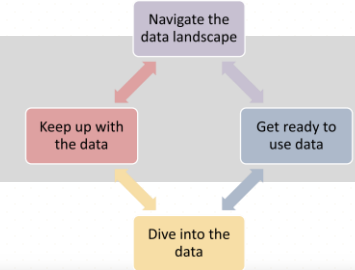 Navigate the
data landscape
Keep up with
the data
Get ready to
use data
Dive into the
data